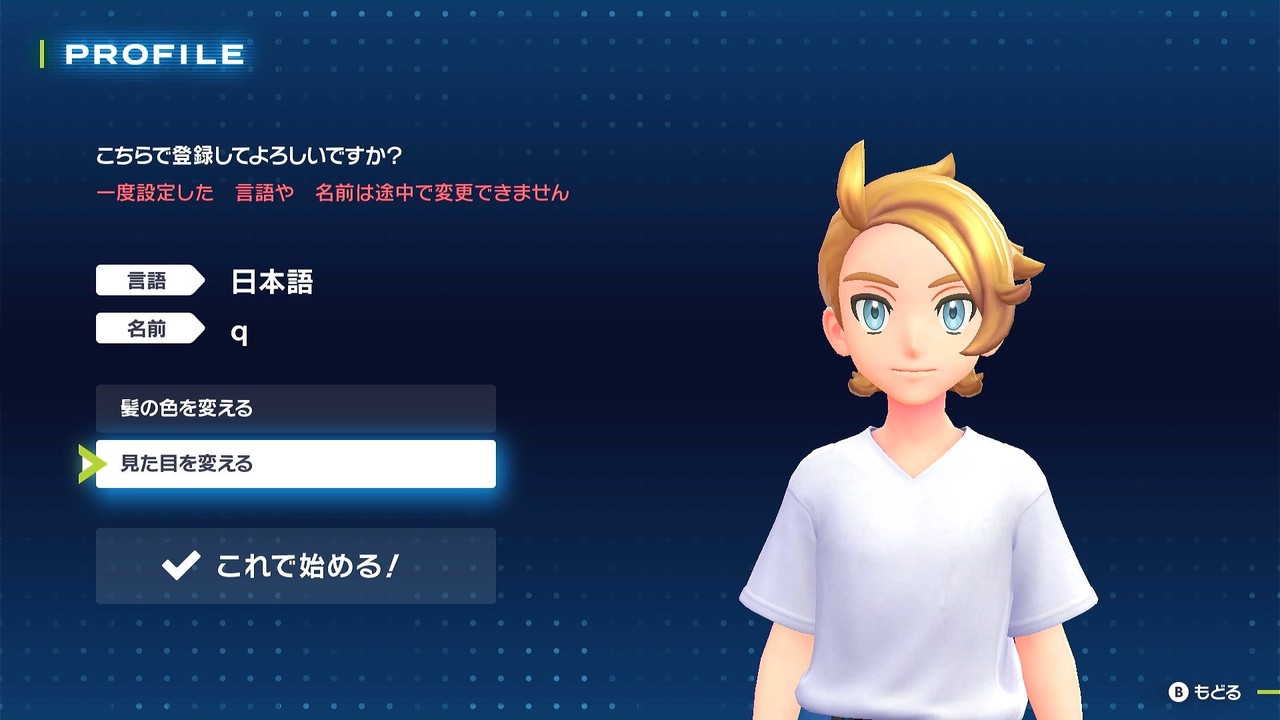 PROFILE
こちらで登録してよろしいですか?
一度設定した　言語や　名前は途中で変更できません
言語 日本語
名前 q
髪の色を変える
見た目を変える
これで始める!
B もどる